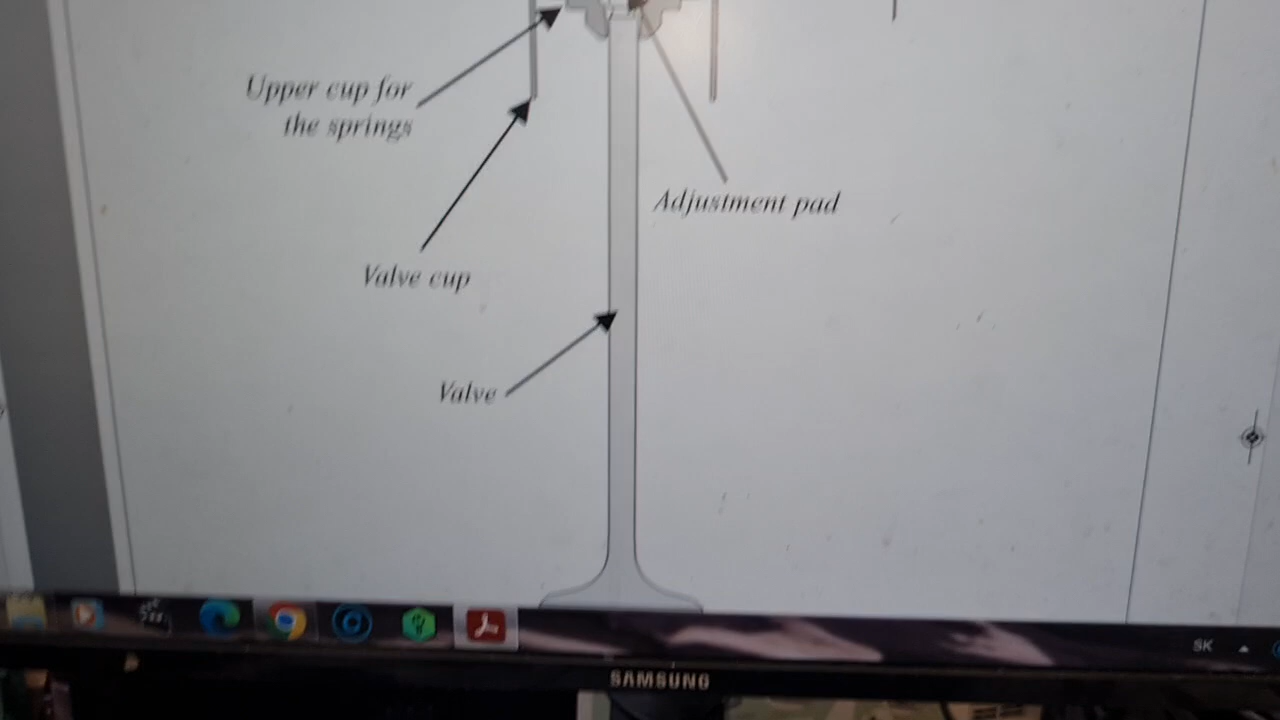 Upper cup for
the springs
Adjustment pad
Valve cup
Valve
SK
SAMSUNG